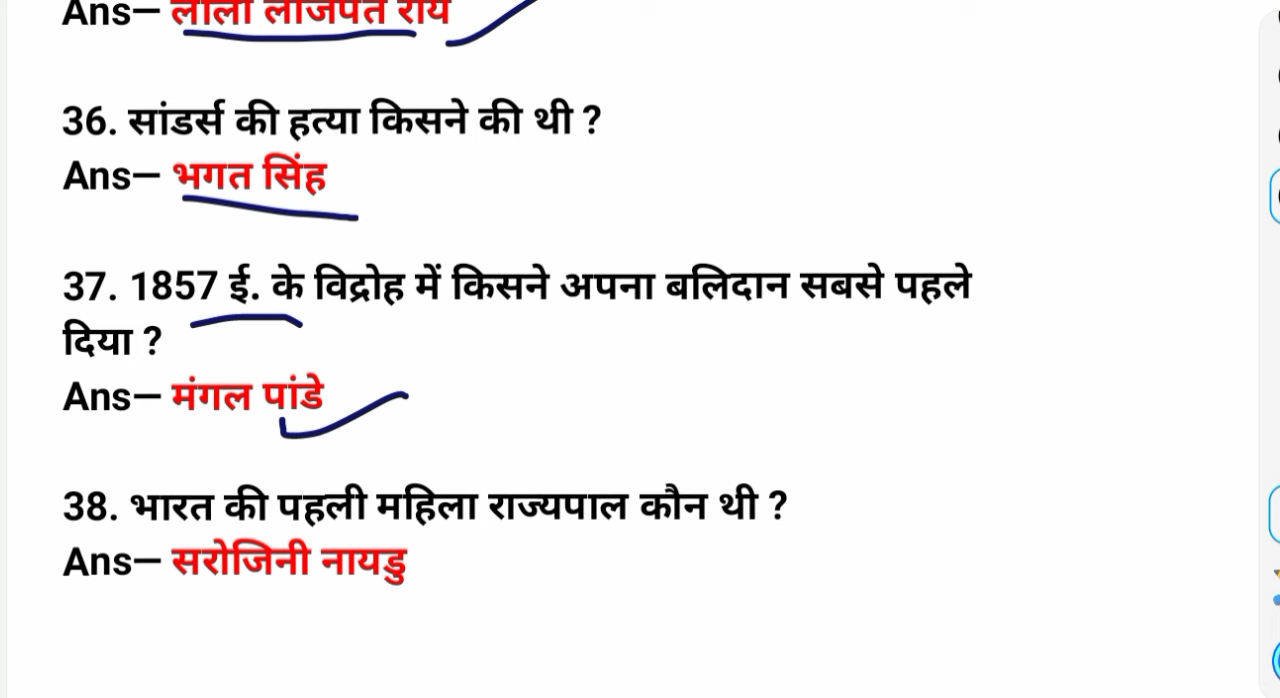 Ans– लाला लाजपत राय
36. सांडर्स की हत्या किसने की थी ?
Ans– भगत सिंह
37. 1857 ई. के विद्रोह में किसने अपना बलिदान सबसे पहले
दिया ?
Ans– मंगल पांडे
38. भारत की पहली महिला राज्यपाल कौन थी ?
Ans– सरोजिनी नायडु